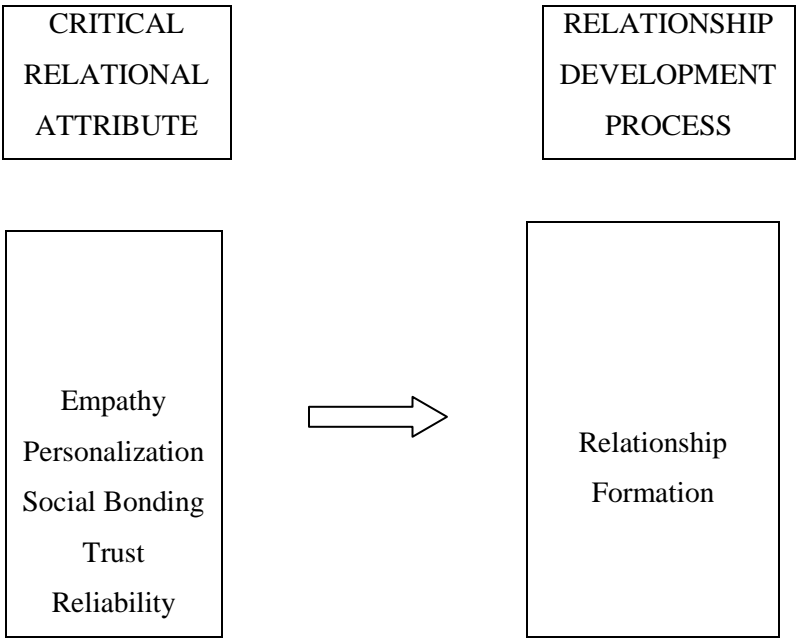 CRITICAL
RELATIONAL
ATTRIBUTE
RELATIONSHIP
DEVELOPMENT
PROCESS
Empathy
Personalization
Social Bonding
Trust
Reliability
Relationship
Formation